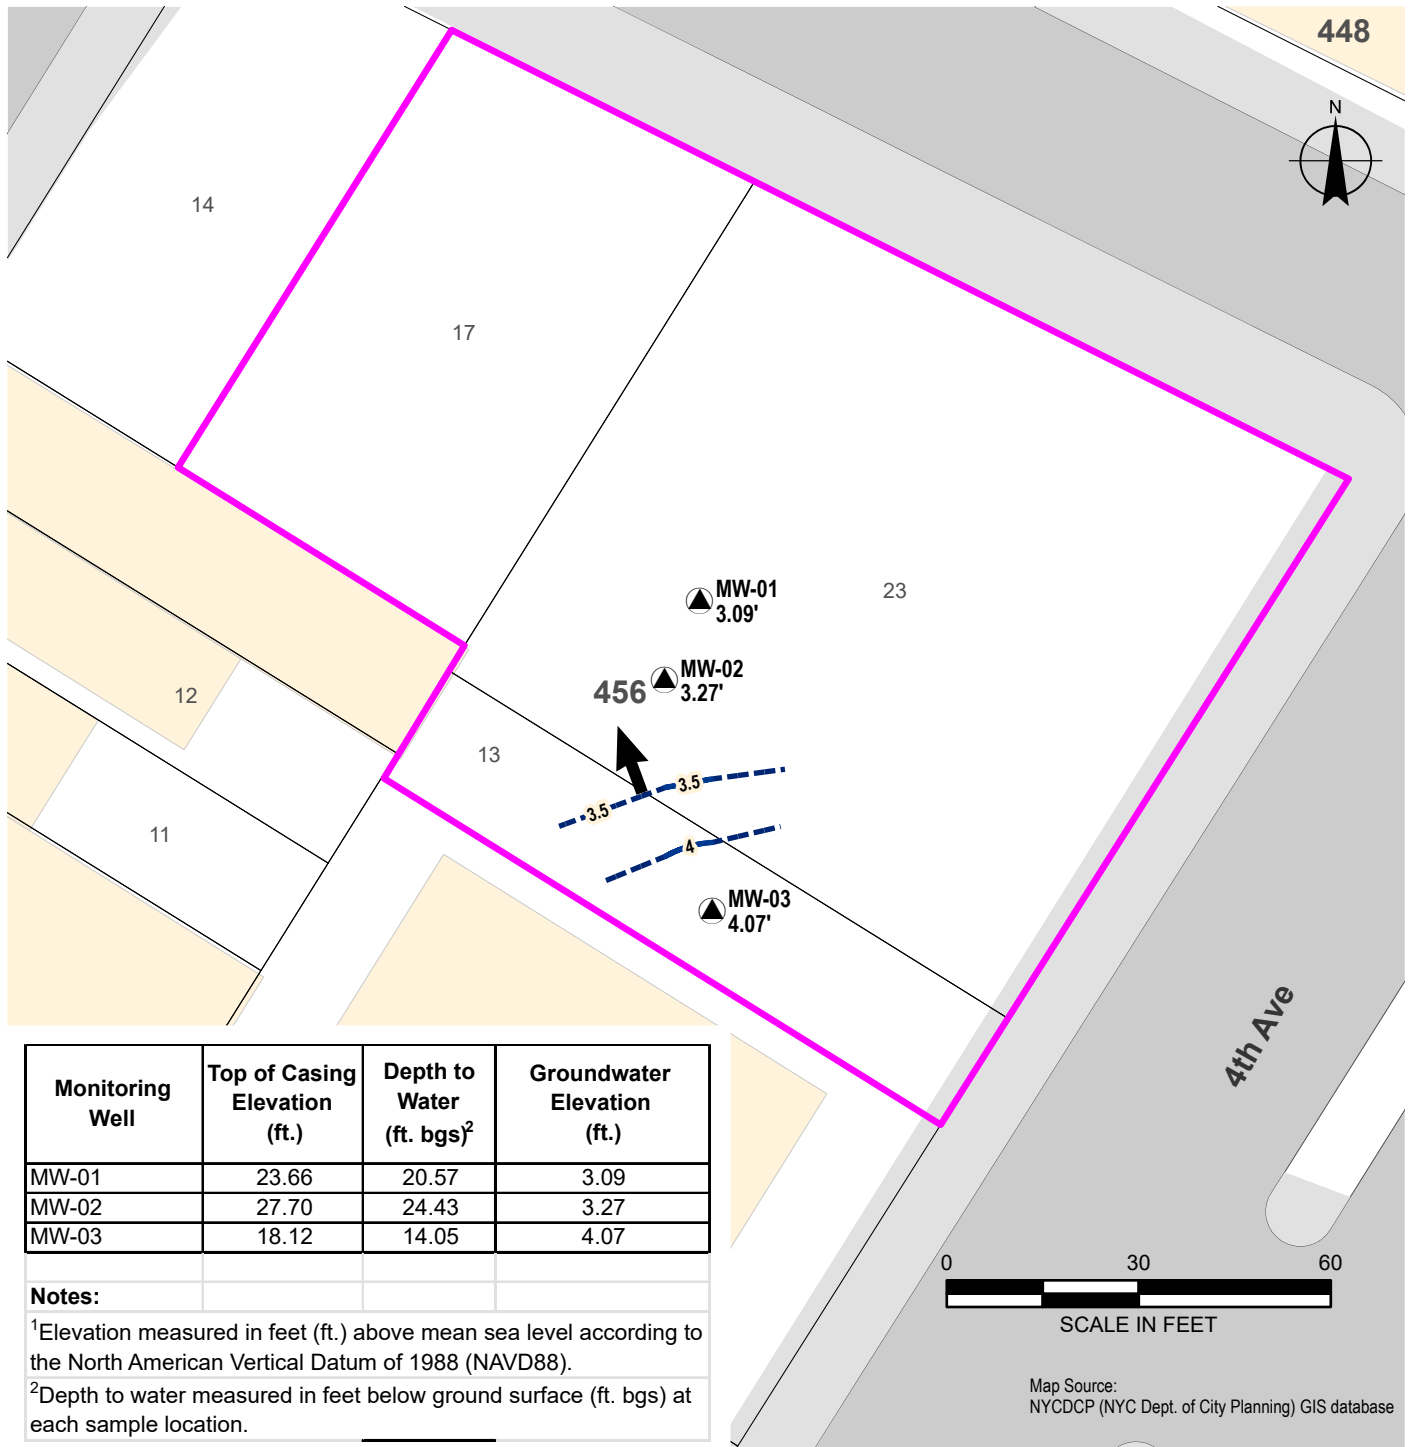 448
N
14
17
23
MW-01
3.09'
MW-02
3.27'
456
12
13
3.5
3.5
11
4
MW-03
4.07'
4th Ave
Monitoring Well
Top of Casing Elevation (ft.)
Depth to Water (ft. bgs)²
Groundwater Elevation (ft.)
MW-01 23.66 20.57 3.09
MW-02 27.70 24.43 3.27
MW-03 18.12 14.05 4.07
Notes:
¹Elevation measured in feet (ft.) above mean sea level according to
the North American Vertical Datum of 1988 (NAVD88).
²Depth to water measured in feet below ground surface (ft. bgs) at
each sample location.
0 30 60
SCALE IN FEET
Map Source:
NYCDCP (NYC Dept. of City Planning) GIS database